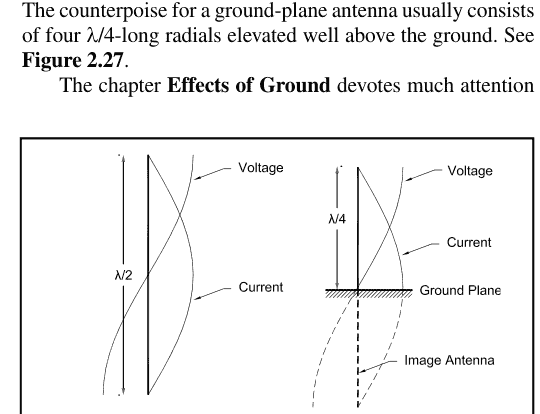 The counterpoise for a ground-plane antenna usually consists
of four λ/4-long radials elevated well above the ground. See
Figure 2.27.
The chapter Effects of Ground devotes much attention
Voltage
λ/2
Current
Voltage
λ/4
Current
Ground Plane
Image Antenna